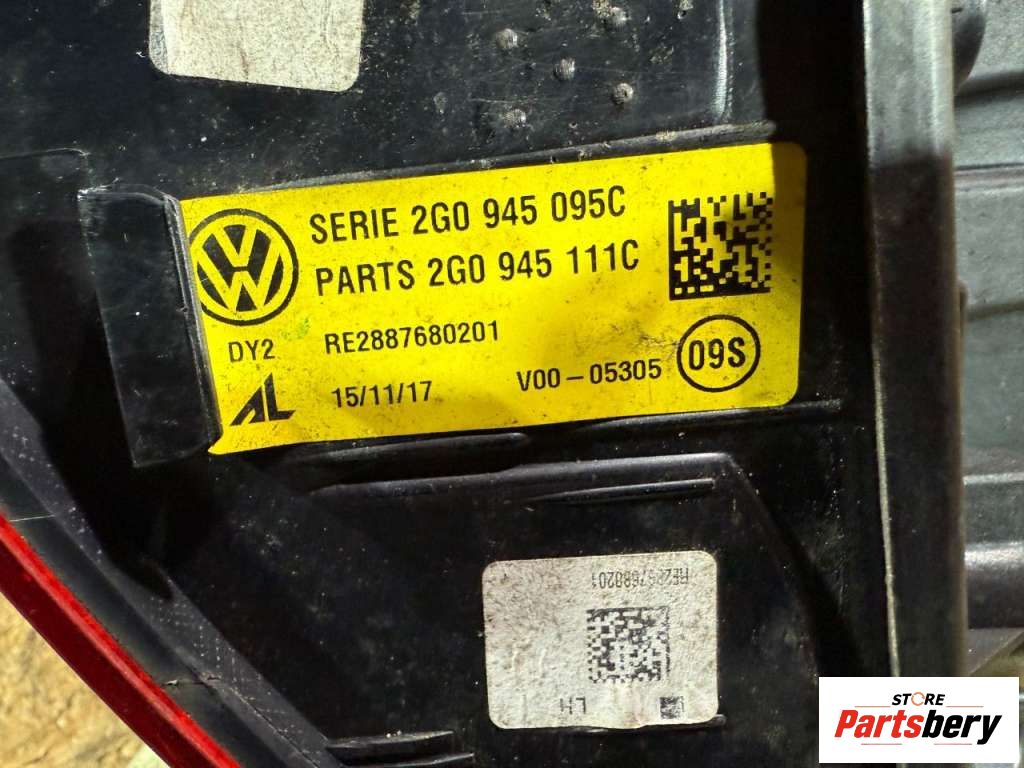 SERIE 2G0 945 095C
PARTS 2G0 945 111C
DY2 RE2887680201
AL 15/11/17 V00-05305 09S
RE2887680201
LH
STORE
Partsbery